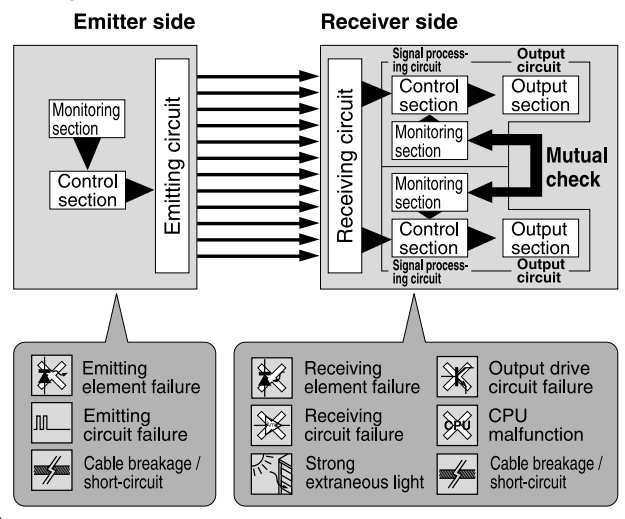 Emitter side
Receiver side
Monitoring
section
Control
section
Emitting circuit
Receiving circuit
Signal process-
ing circuit
Output
circuit
Control
section
Output
section
Monitoring
section
Mutual
check
Monitoring
section
Control
section
Output
section
Signal process-
ing circuit
Output
circuit
Emitting
element failure
Emitting
circuit failure
Cable breakage /
short-circuit
Receiving
element failure
Receiving
circuit failure
Strong
extraneous light
Output drive
circuit failure
CPU
CPU
malfunction
Cable breakage /
short-circuit